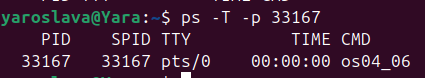 yaroslava@Yara:~$ ps -T -p 33167
PID SPID TTY TIME CMD
33167 33167 pts/0 00:00:00 os04_06